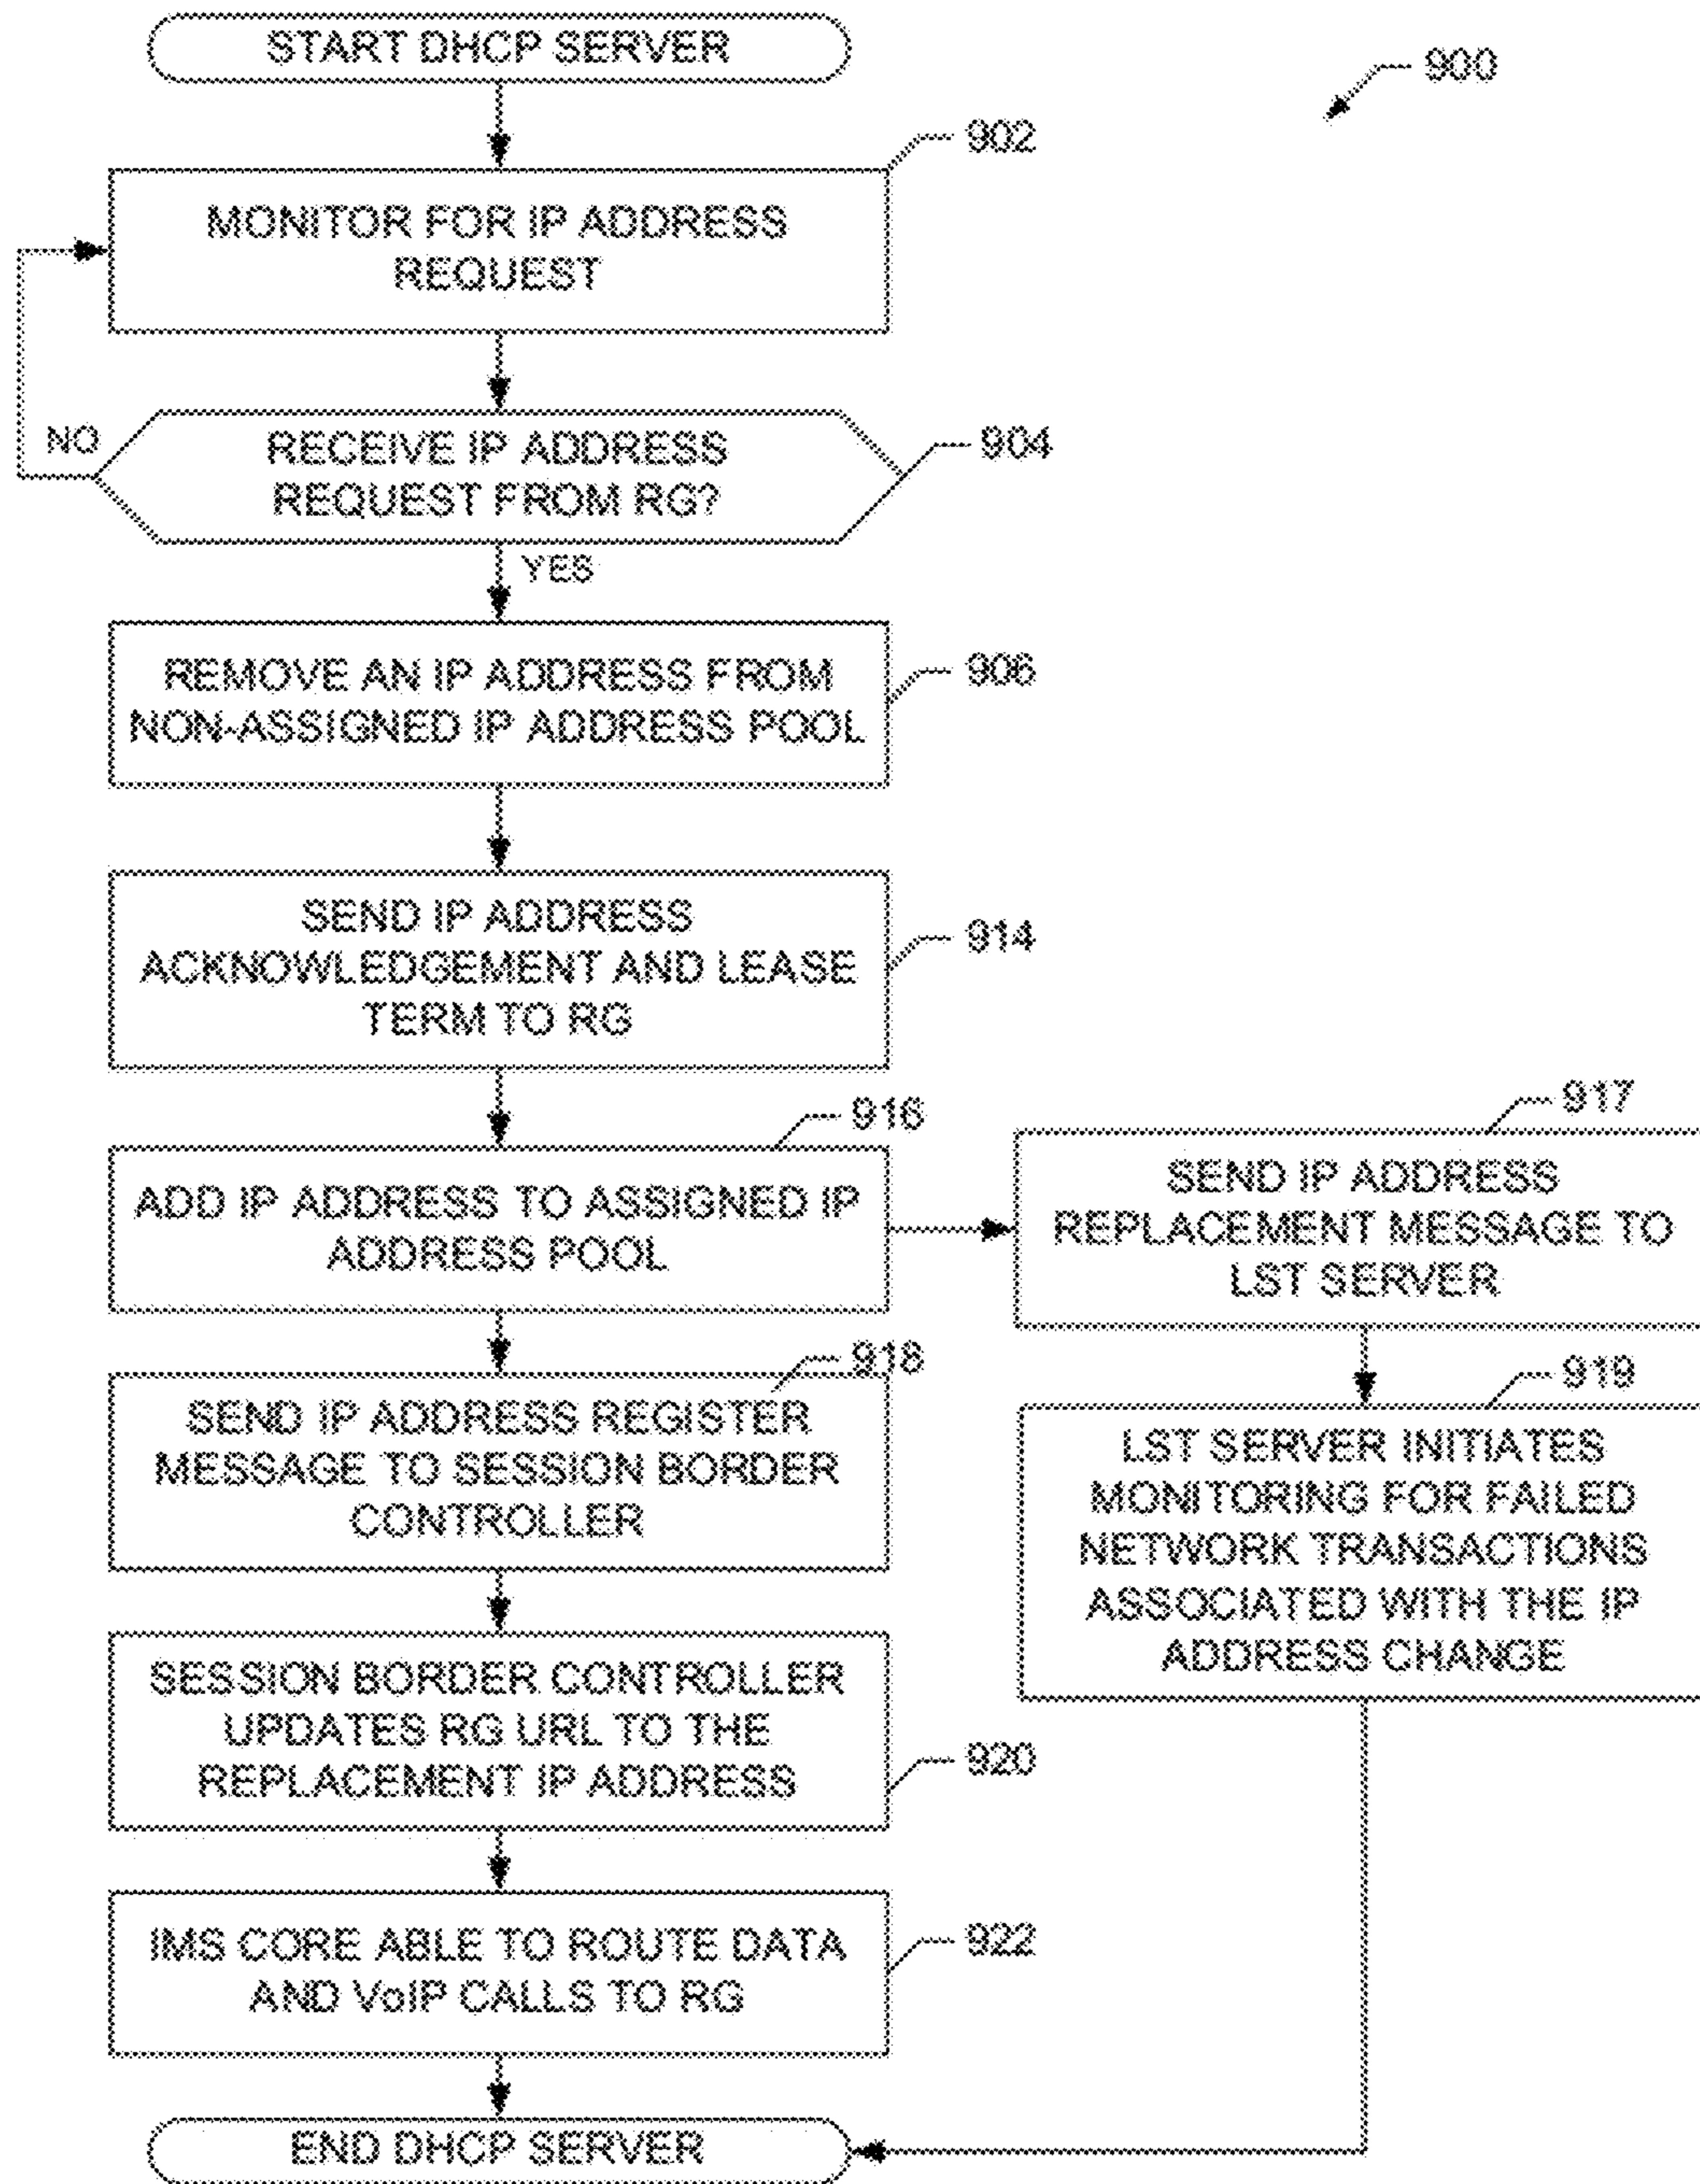 START DHCP SERVER
900
902
MONITOR FOR IP ADDRESS
REQUEST
NO
RECEIVE IP ADDRESS
REQUEST FROM RG?
904
YES
REMOVE AN IP ADDRESS FROM
NON-ASSIGNED IP ADDRESS POOL
906
SEND IP ADDRESS
ACKNOWLEDGEMENT AND LEASE
TERM TO RG
914
916
ADD IP ADDRESS TO ASSIGNED IP
ADDRESS POOL
917
SEND IP ADDRESS
REPLACEMENT MESSAGE TO
LST SERVER
918
SEND IP ADDRESS REGISTER
MESSAGE TO SESSION BORDER
CONTROLLER
919
LST SERVER INITIATES
MONITORING FOR FAILED
NETWORK TRANSACTIONS
ASSOCIATED WITH THE IP
ADDRESS CHANGE
SESSION BORDER CONTROLLER
UPDATES RG URL TO THE
REPLACEMENT IP ADDRESS
920
IMS CORE ABLE TO ROUTE DATA
AND VoIP CALLS TO RG
922
END DHCP SERVER